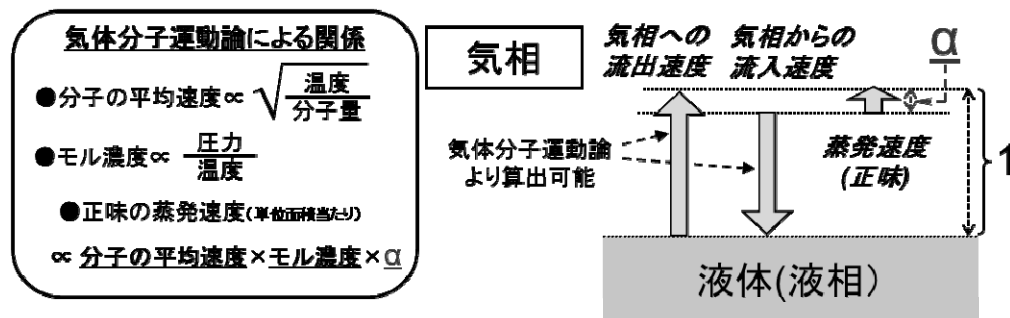 気体分子運動論による関係
●分子の平均速度∝ √温度/分子量
●モル濃度∝ 圧力/温度
●正味の蒸発速度(単位面積当たり)
∝ 分子の平均速度×モル濃度×α
気相
気相への
流出速度
気相からの
流入速度
α
気体分子運動論
より算出可能
蒸発速度
(正味)
1
液体(液相）